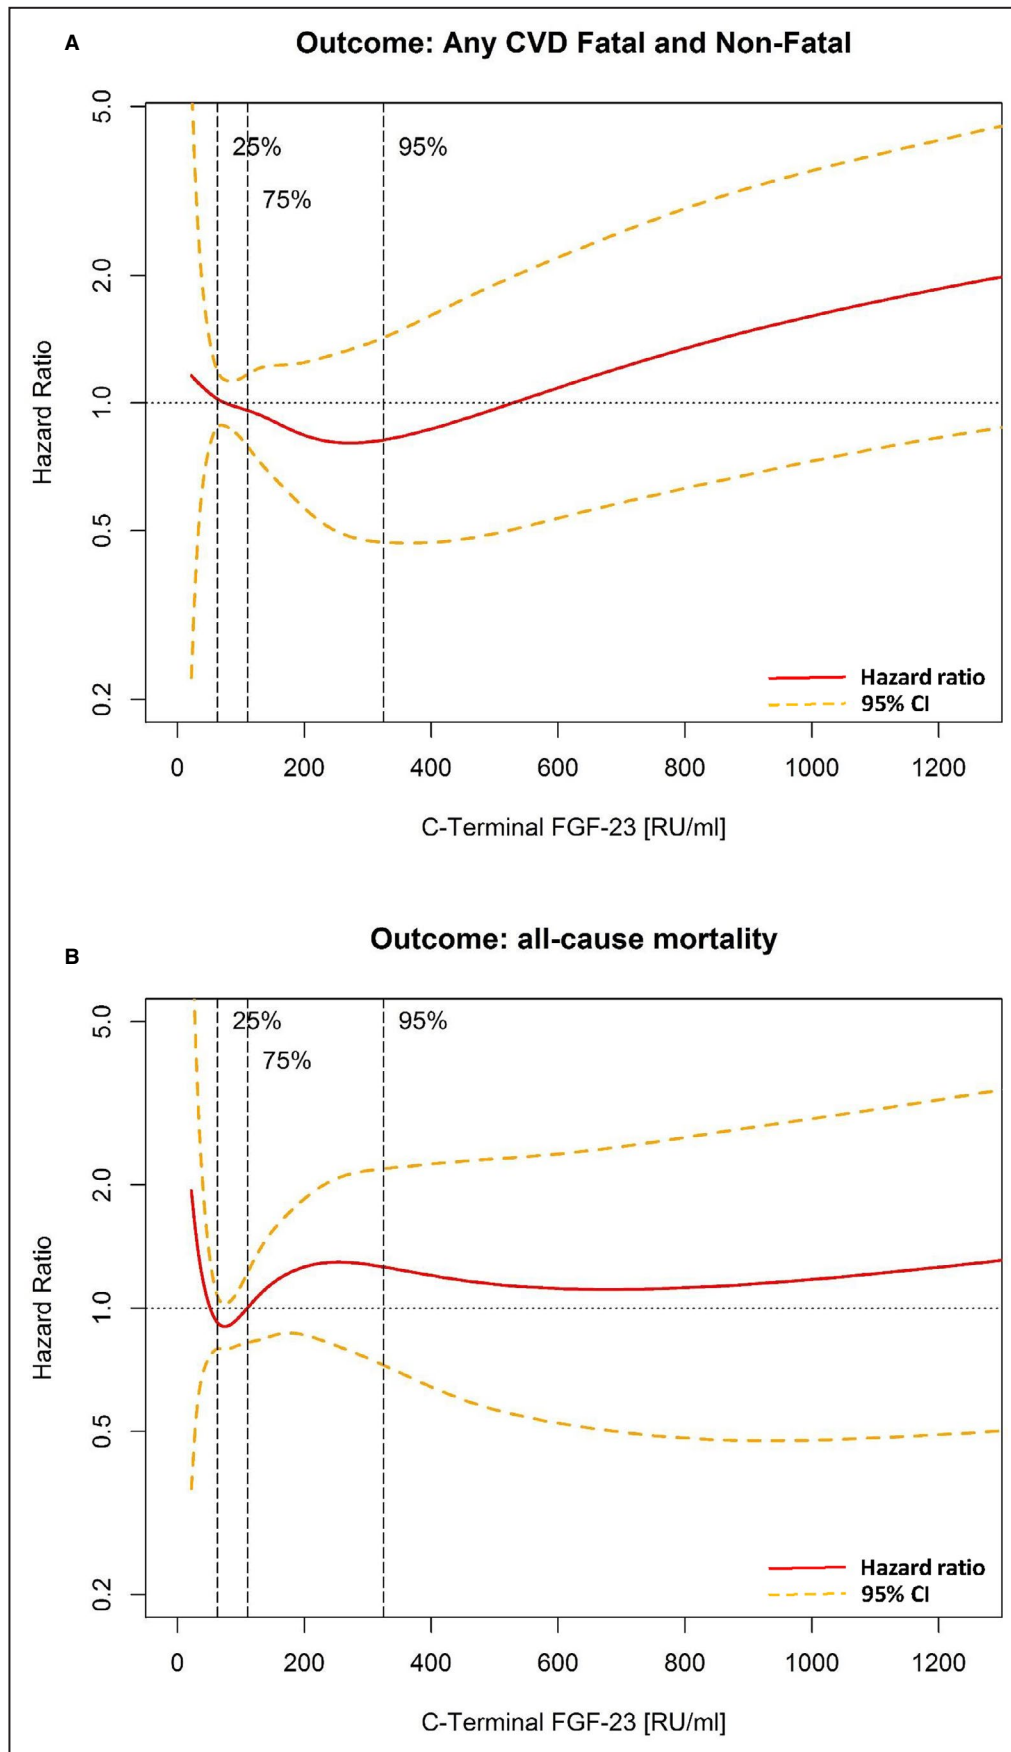 A
Outcome: Any CVD Fatal and Non-Fatal
5.0
2.0
1.0
0.5
0.2
Hazard Ratio
25%
75%
95%
Hazard ratio
95% CI
0 200 400 600 800 1000 1200
C-Terminal FGF-23 [RU/ml]
B
Outcome: all-cause mortality
5.0
2.0
1.0
0.5
0.2
Hazard Ratio
25%
75%
95%
Hazard ratio
95% CI
0 200 400 600 800 1000 1200
C-Terminal FGF-23 [RU/ml]